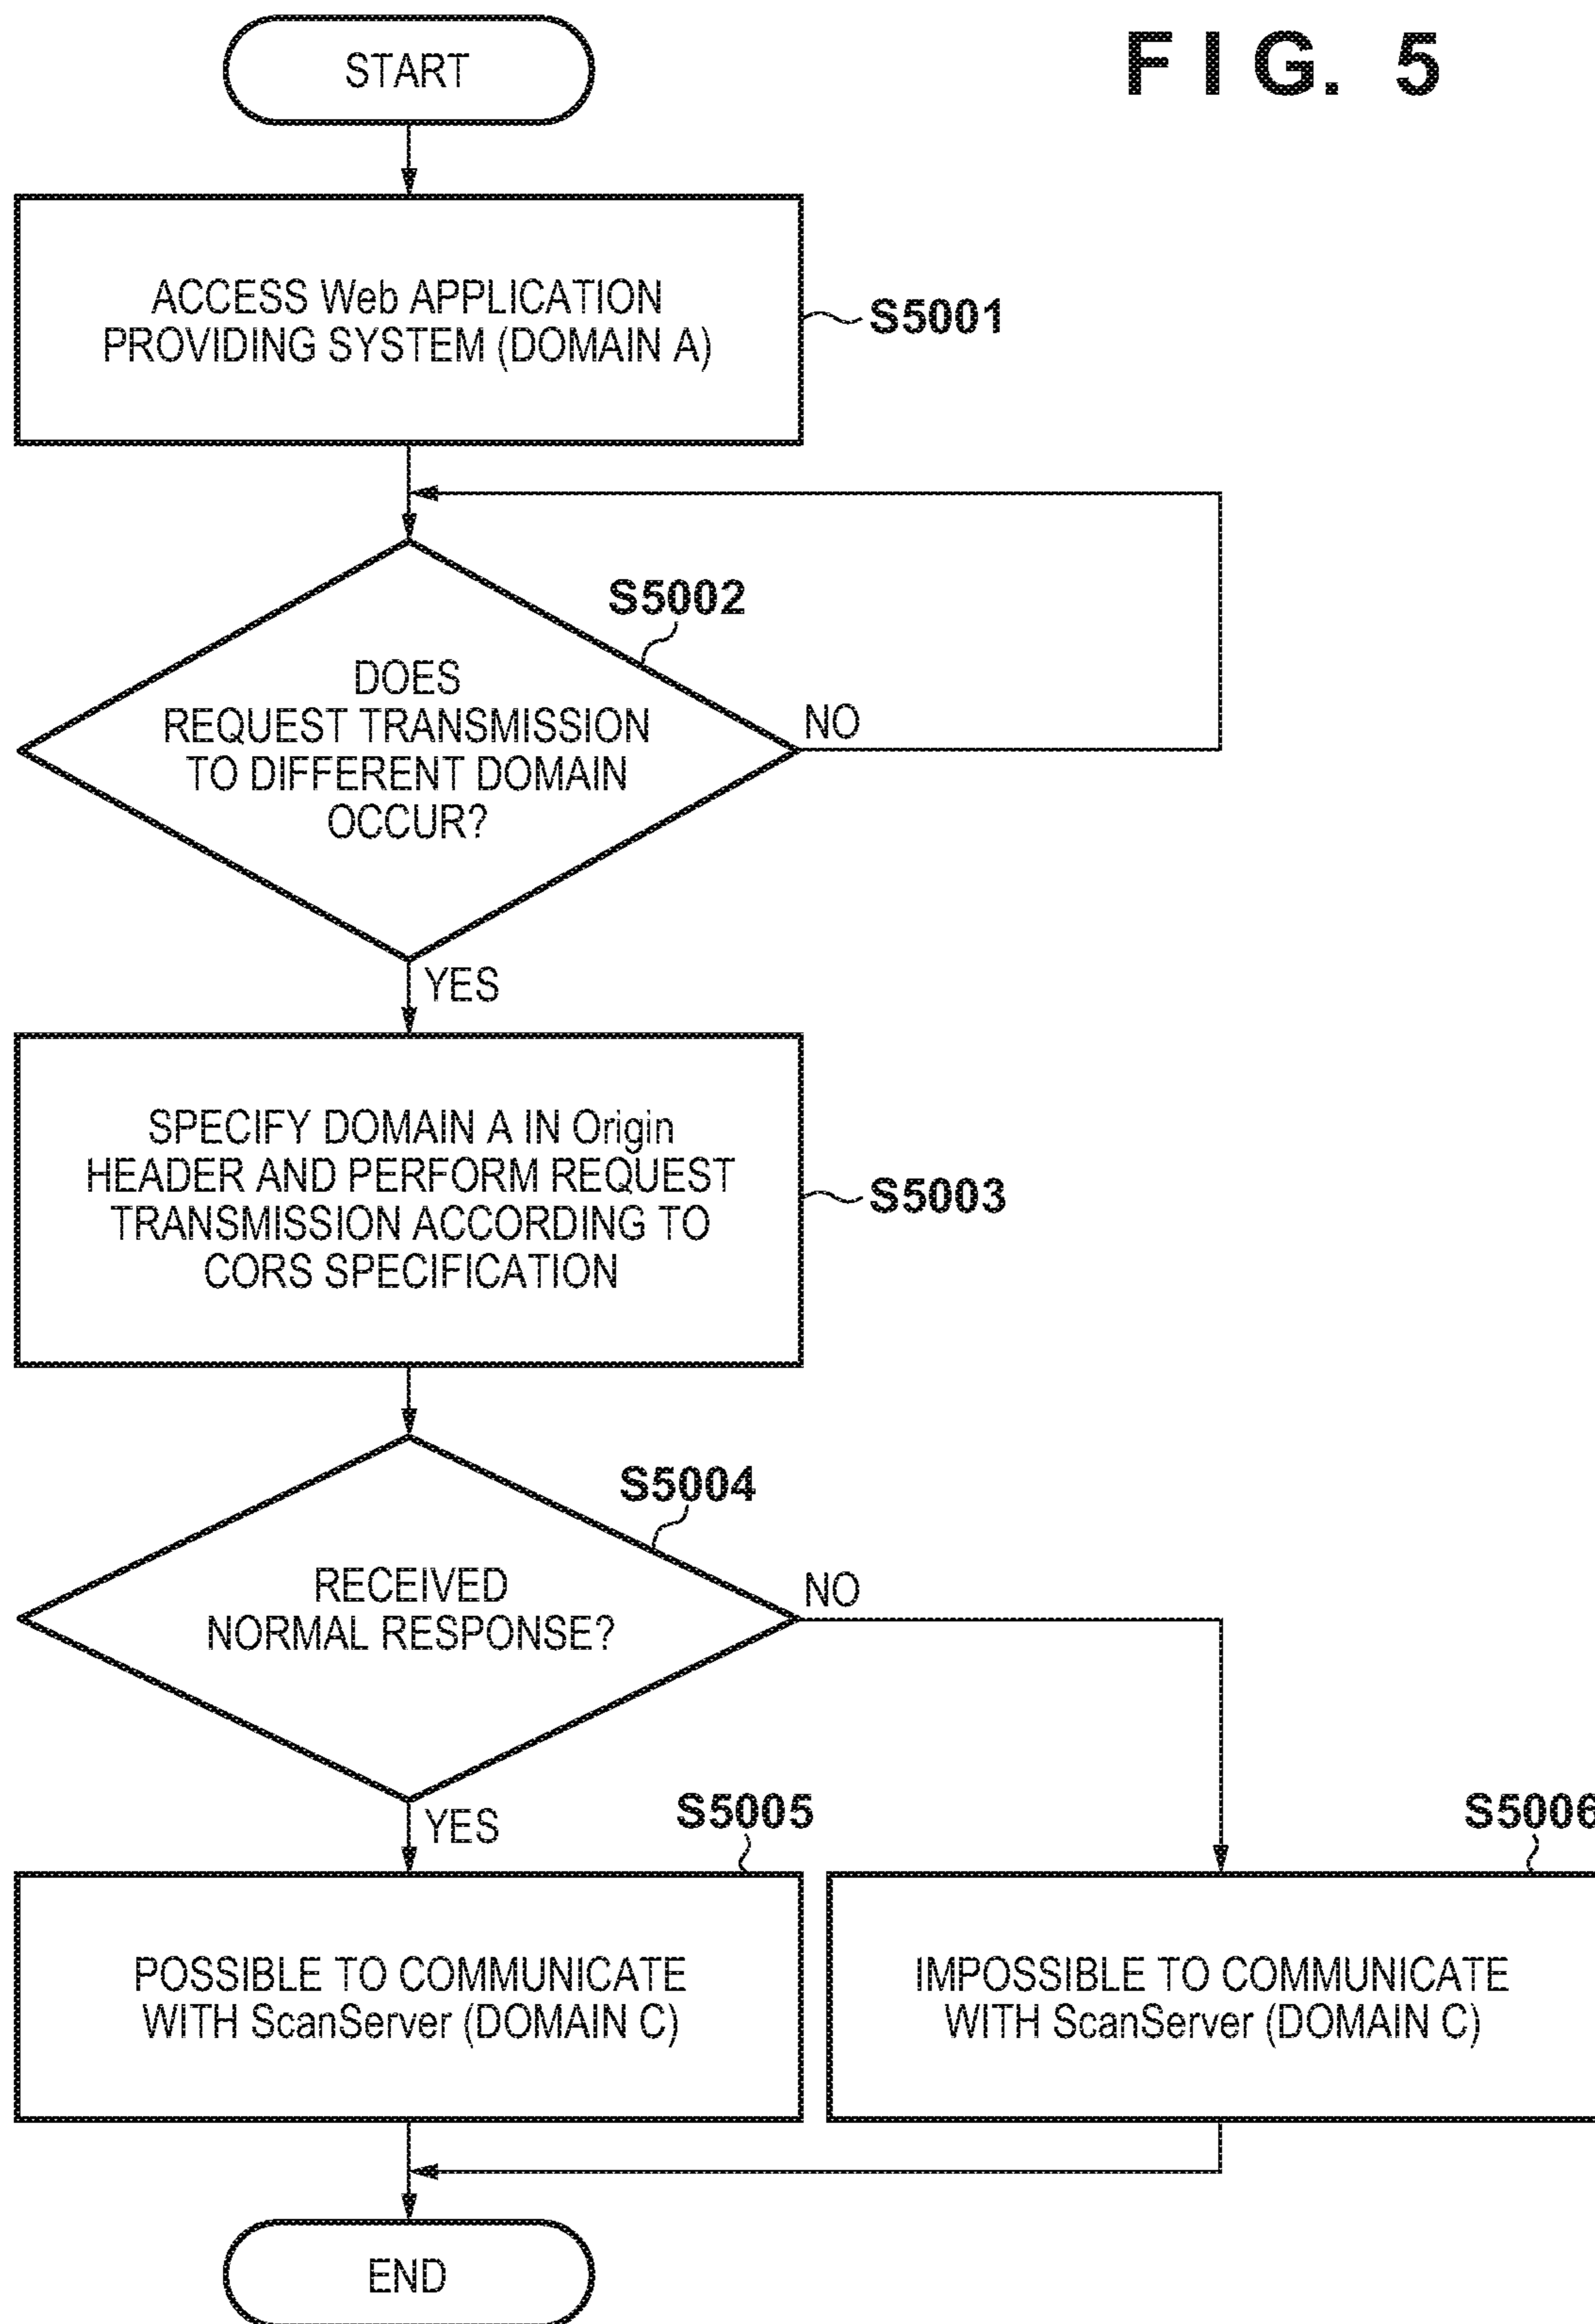 FIG. 5
START
ACCESS Web APPLICATION
PROVIDING SYSTEM (DOMAIN A)
S5001
S5002
DOES
REQUEST TRANSMISSION
TO DIFFERENT DOMAIN
OCCUR?
NO
YES
SPECIFY DOMAIN A IN Origin
HEADER AND PERFORM REQUEST
TRANSMISSION ACCORDING TO
CORS SPECIFICATION
S5003
S5004
RECEIVED
NORMAL RESPONSE?
NO
YES
S5005
S5006
POSSIBLE TO COMMUNICATE
WITH ScanServer (DOMAIN C)
IMPOSSIBLE TO COMMUNICATE
WITH ScanServer (DOMAIN C)
END